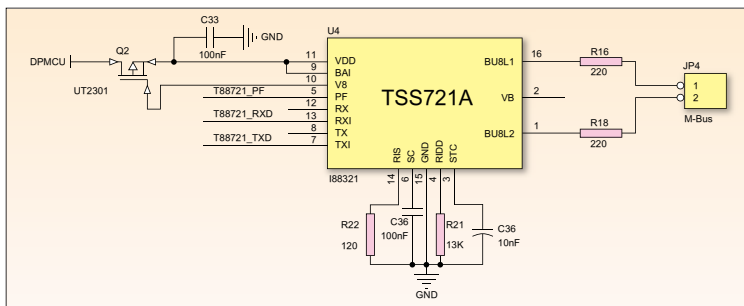 C33
GND
100nF
U4
Q2
DPMCU
UT2301
11 VDD
9 BAI
10 V8
T88721_PF 5 PF
12 RX
T88721_RXD 13 RXI
8 TX
T88721_TXD 7 TXI
TSS721A
BU8L1 16
VB 2
BU8L2 1
R16
220
R18
220
JP4
1
2
M-Bus
RIS SC GND RIDD STC
I88321
14 6 15 4 3
R22
120
C36
100nF
R21
13K
C36
10nF
GND